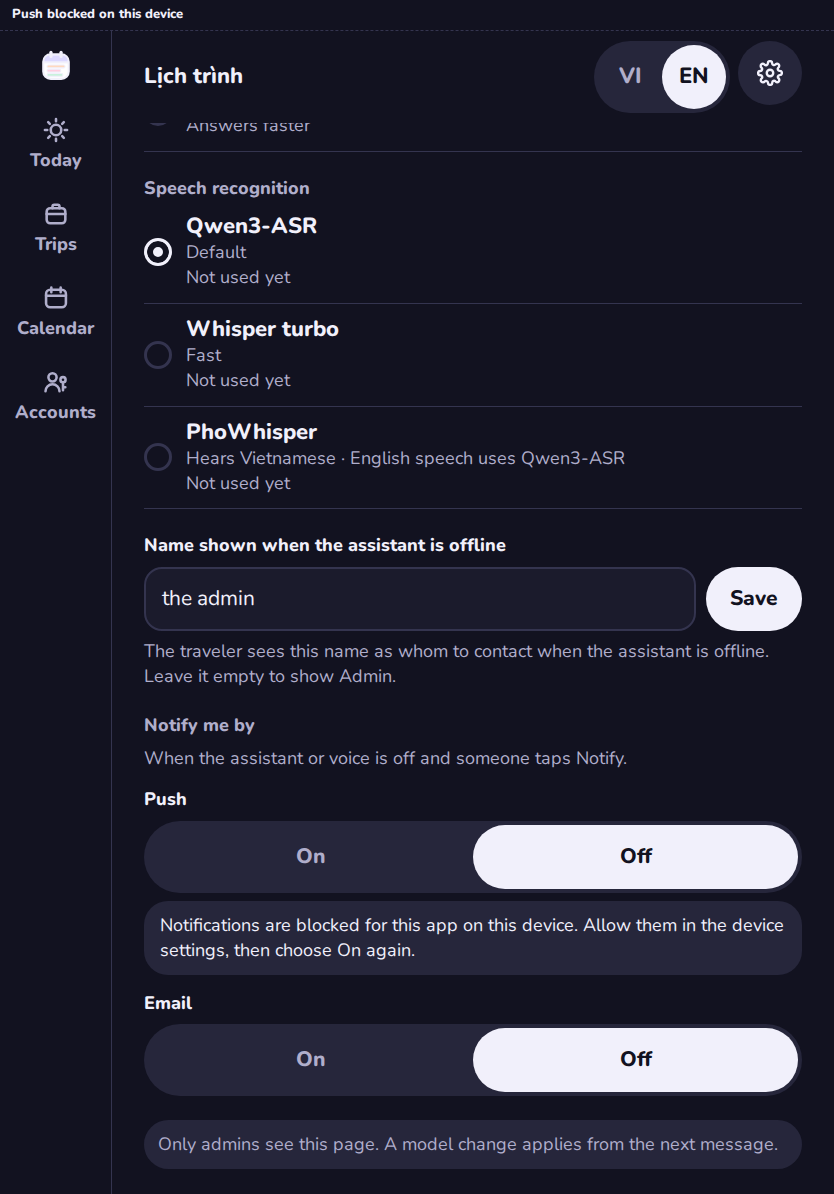 Push blocked on this device
Lịch trình
VI
EN
Today
Trips
Calendar
Accounts
Answers faster
Speech recognition
Qwen3-ASR
Default
Not used yet
Whisper turbo
Fast
Not used yet
PhoWhisper
Hears Vietnamese · English speech uses Qwen3-ASR
Not used yet
Name shown when the assistant is offline
the admin
Save
The traveler sees this name as whom to contact when the assistant is offline.
Leave it empty to show Admin.
Notify me by
When the assistant or voice is off and someone taps Notify.
Push
On
Off
Notifications are blocked for this app on this device. Allow them in the device
settings, then choose On again.
Email
On
Off
Only admins see this page. A model change applies from the next message.